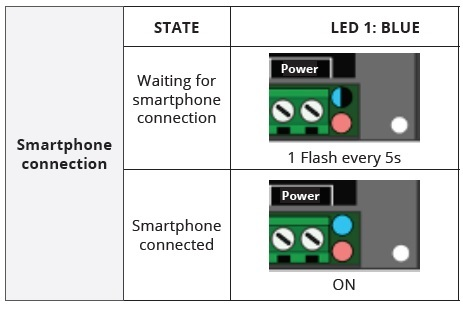 STATE
LED 1: BLUE
Smartphone
connection
Waiting for
smartphone
connection
Power
1 Flash every 5s
Smartphone
connected
Power
ON